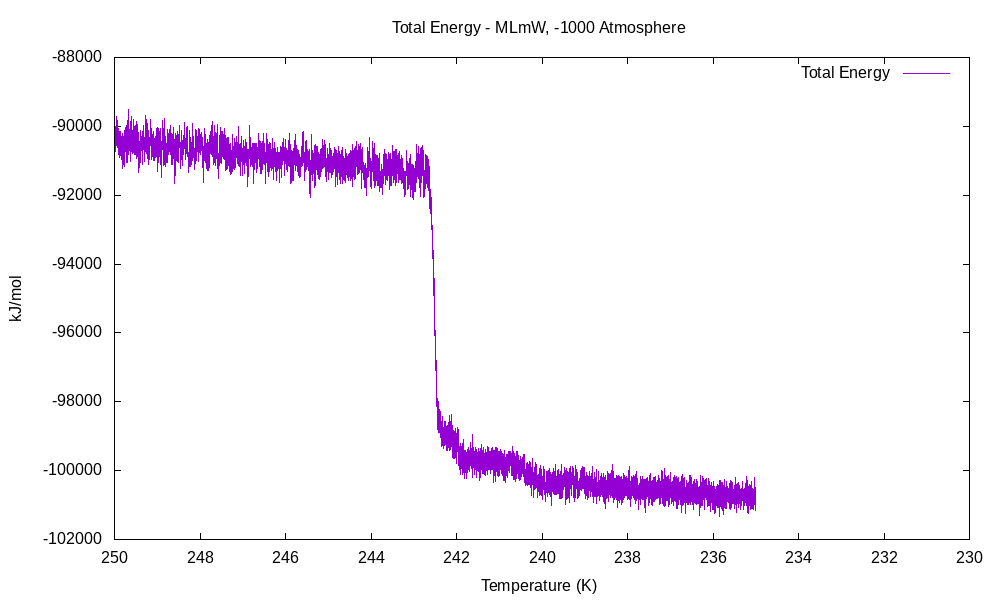 Total Energy - MLmW, -1000 Atmosphere
Total Energy
-88000
-90000
-92000
-94000
-96000
-98000
-100000
-102000
kJ/mol
250 248 246 244 242 240 238 236 234 232 230
Temperature (K)